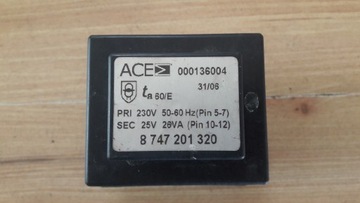 ACE 000136004
31/06
ta 60/E
PRI 230V 50-60 Hz(Pin 5-7)
SEC 25V 26VA (Pin 10-12)
8 747 201 320